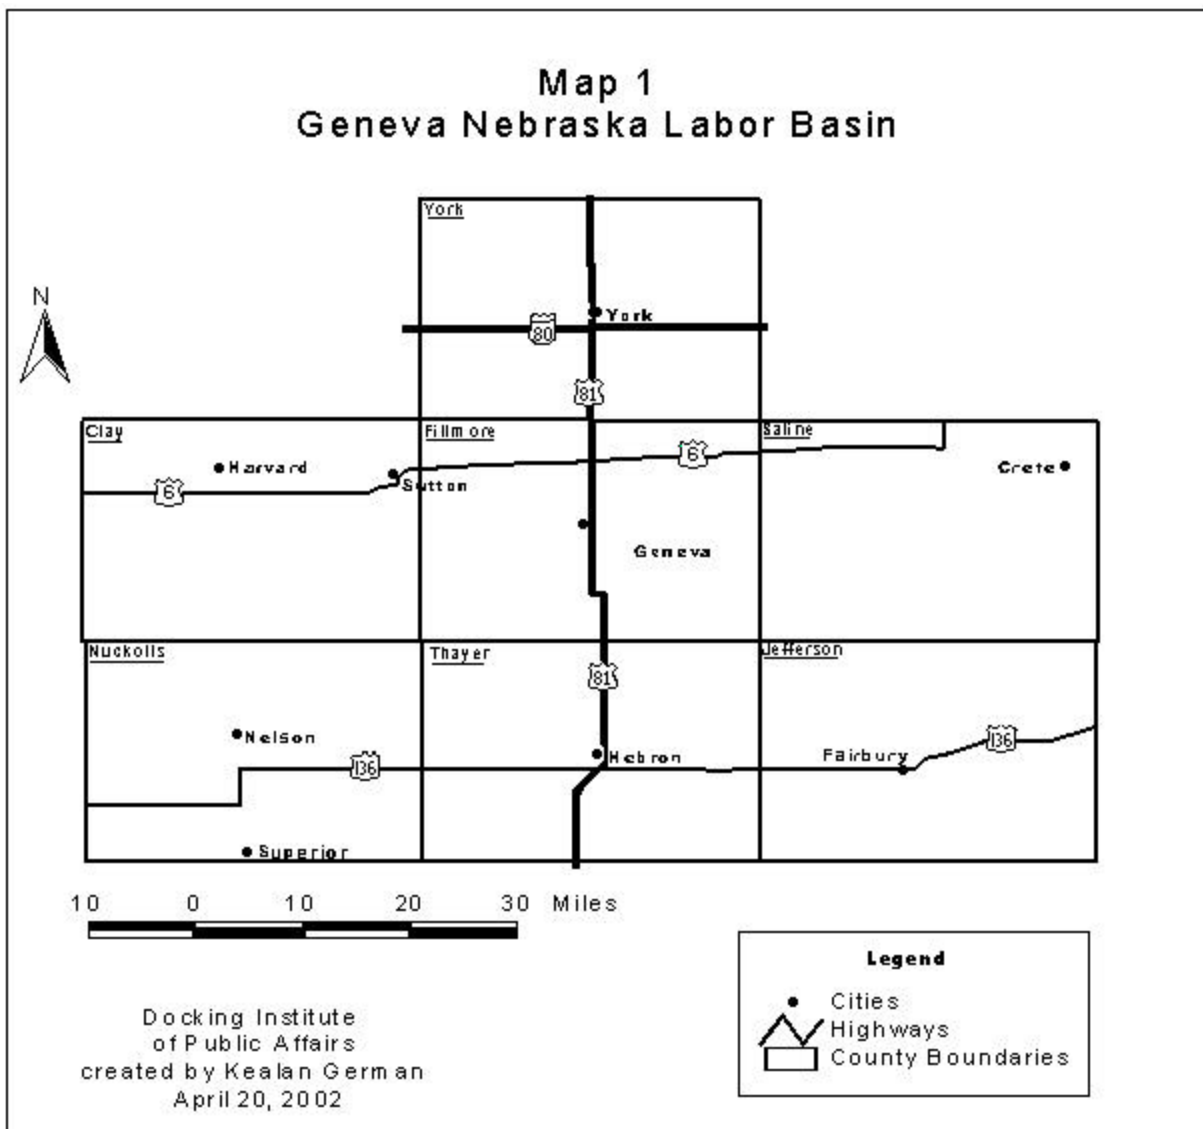 Map 1
Geneva Nebraska Labor Basin
York
N
York
80
81
Clay
Fillmore
Saline
Harvard
6
Crete
Sutton
6
Geneva
Nuckolls
Thayer
Jefferson
81
Nelson
136
Hebron
Fairbury
136
Superior
10 0 10 20 30 Miles
Legend
Cities
Highways
County Boundaries
Docking Institute
of Public Affairs
created by Kealan German
April 20, 2002